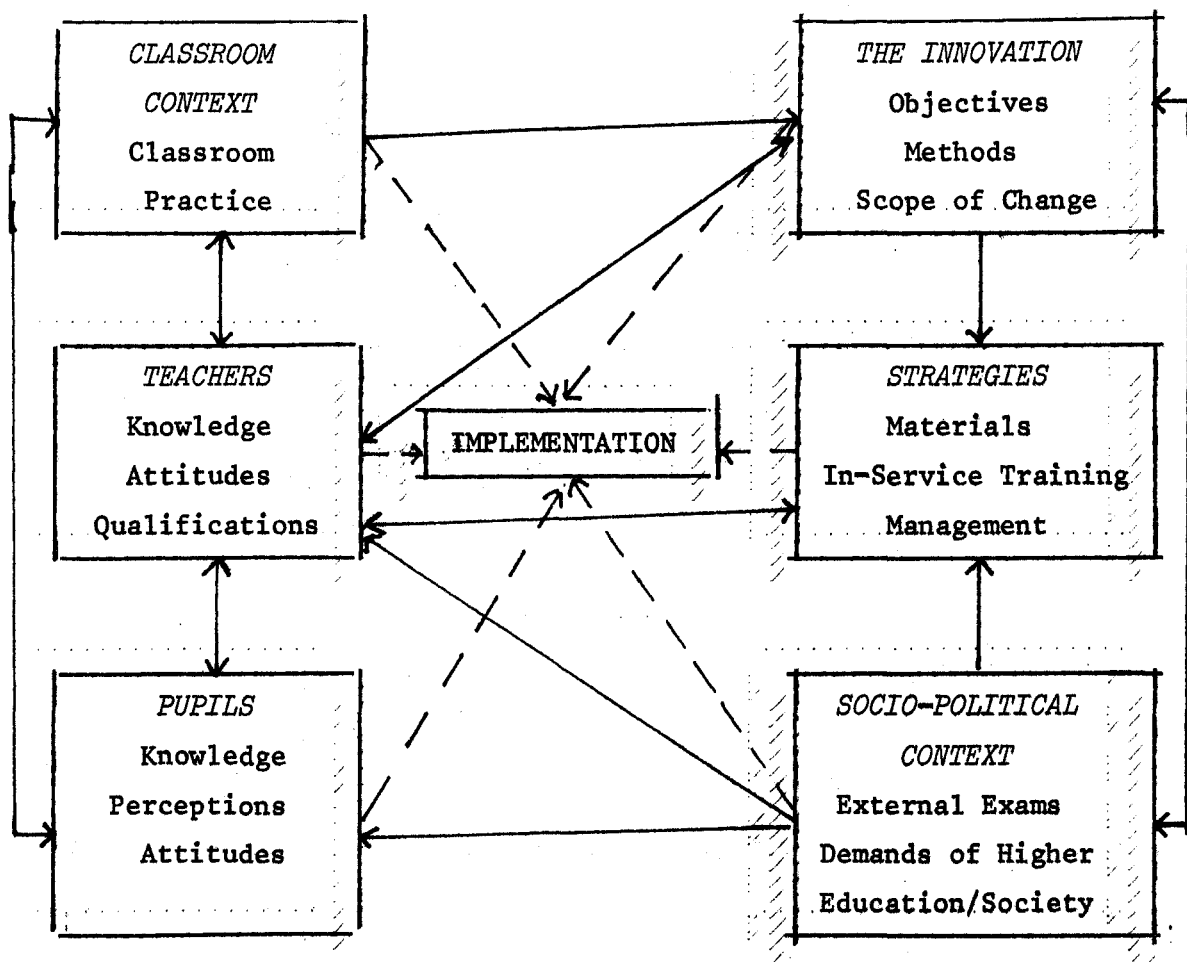 CLASSROOM
CONTEXT
Classroom
Practice
THE INNOVATION
Objectives
Methods
Scope of Change
TEACHERS
Knowledge
Attitudes
Qualifications
IMPLEMENTATION
STRATEGIES
Materials
In-Service Training
Management
PUPILS
Knowledge
Perceptions
Attitudes
SOCIO-POLITICAL
CONTEXT
External Exams
Demands of Higher
Education/Society